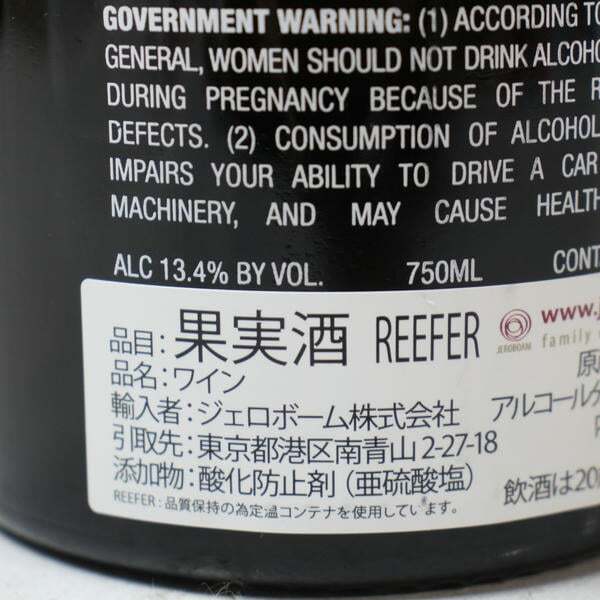 GOVERNMENT WARNING: (1) ACCORDING TO
GENERAL, WOMEN SHOULD NOT DRINK ALCOHO
DURING PREGNANCY BECAUSE OF THE R
DEFECTS. (2) CONSUMPTION OF ALCOHOL
IMPAIRS YOUR ABILITY TO DRIVE A CAR
MACHINERY, AND MAY CAUSE HEALTH
ALC 13.4% BY VOL. 750ML CONT
品目：果実酒 REEFER
JEROBOAM
www.j
family
品名：ワイン
原
輸入者：ジェロボーム株式会社
アルコール分
引取先：東京都港区南青山2-27-18
添加物：酸化防止剤（亜硫酸塩）
飲酒は20
REEFER：品質保持の為定温コンテナを使用しています。